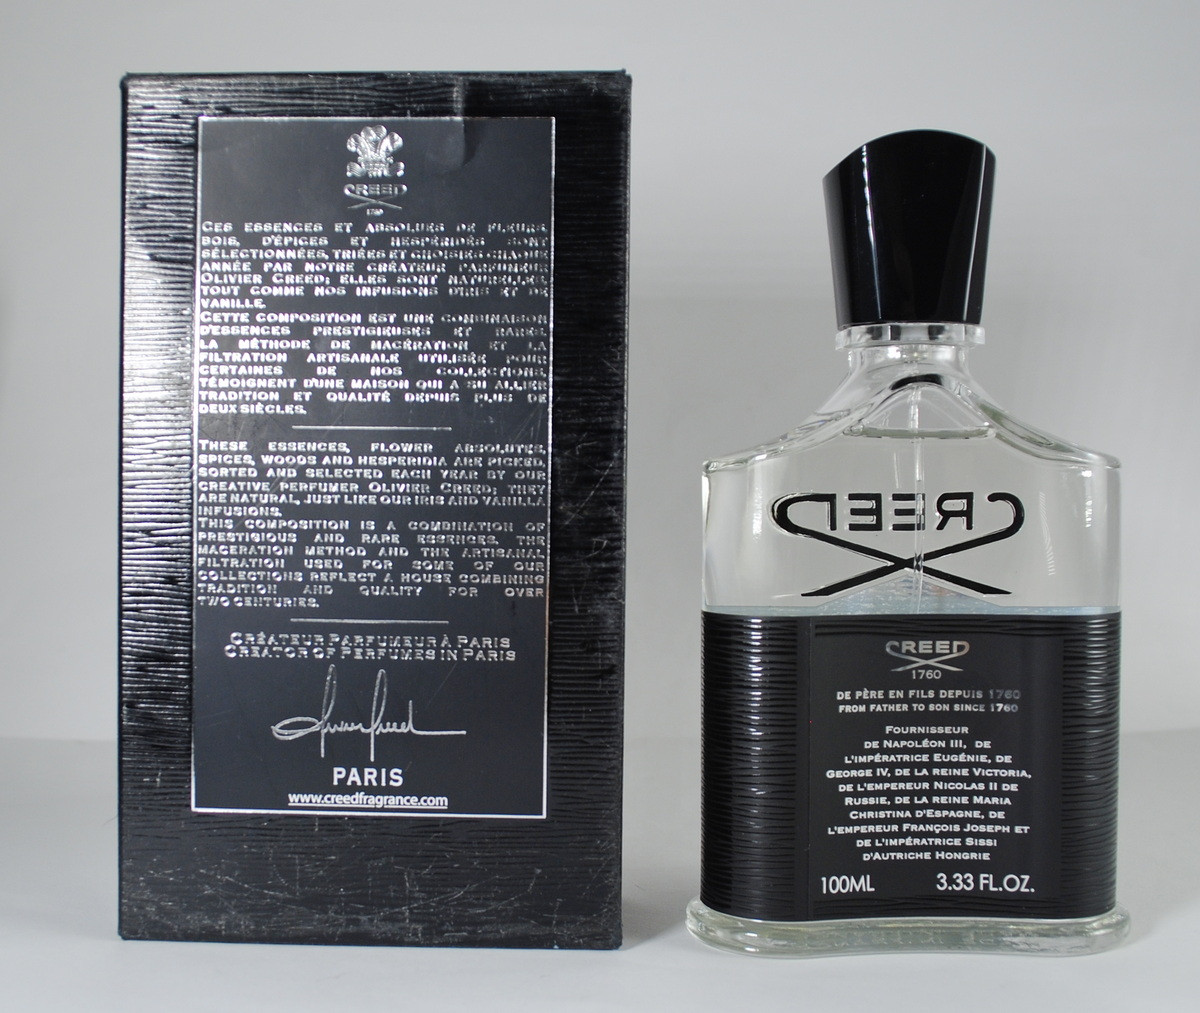 CREED
1760
CES ESSENCES ET ABSOLUES DE FLEURS,
BOIS, D'ÉPICES ET HESPÉRIDÉS SONT
SÉLECTIONNÉES, TRIÉES ET CHOISIES CHAQUE
ANNÉE PAR NOTRE CRÉATEUR PARFUMEUR
OLIVIER CREED; ELLES SONT NATURELLES,
TOUT COMME NOS INFUSIONS D'IRIS ET DE
VANILLE.
CETTE COMPOSITION EST UNE COMBINAISON
D'ESSENCES PRESTIGIEUSES ET RARES.
LA MÉTHODE DE MACÉRATION ET LA
FILTRATION ARTISANALE UTILISÉE POUR
CERTAINES DE NOS COLLECTIONS,
TÉMOIGNENT D'UNE MAISON QUI A SU ALLIER
TRADITION ET QUALITÉ DEPUIS PLUS DE
DEUX SIÈCLES.
THESE ESSENCES, FLOWER ABSOLUTES,
SPICES, WOODS AND HESPERIDIA ARE PICKED,
SORTED AND SELECTED EACH YEAR BY OUR
CREATIVE PERFUMER OLIVIER CREED; THEY
ARE NATURAL, JUST LIKE OUR IRIS AND VANILLA
INFUSIONS.
THIS COMPOSITION IS A COMBINATION OF
PRESTIGIOUS AND RARE ESSENCES. THE
MACERATION METHOD AND THE ARTISANAL
FILTRATION USED FOR SOME OF OUR
COLLECTIONS REFLECT A HOUSE COMBINING
TRADITION AND QUALITY FOR OVER
TWO CENTURIES.
CRÉATEUR PARFUMEUR À PARIS
CREATOR OF PERFUMES IN PARIS
Olivier Creed
PARIS
www.creedfragrance.com
CREED
CREED
1760
DE PÈRE EN FILS DEPUIS 1760
FROM FATHER TO SON SINCE 1760
FOURNISSEUR
DE NAPOLÉON III, DE
L'IMPÉRATRICE EUGÉNIE, DE
GEORGE IV, DE LA REINE VICTORIA,
DE L'EMPEREUR NICOLAS II DE
RUSSIE, DE LA REINE MARIA
CHRISTINA D'ESPAGNE, DE
L'EMPEREUR FRANÇOIS JOSEPH ET
DE L'IMPÉRATRICE SISSI
D'AUTRICHE HONGRIE
100ML 3.33 FL.OZ.